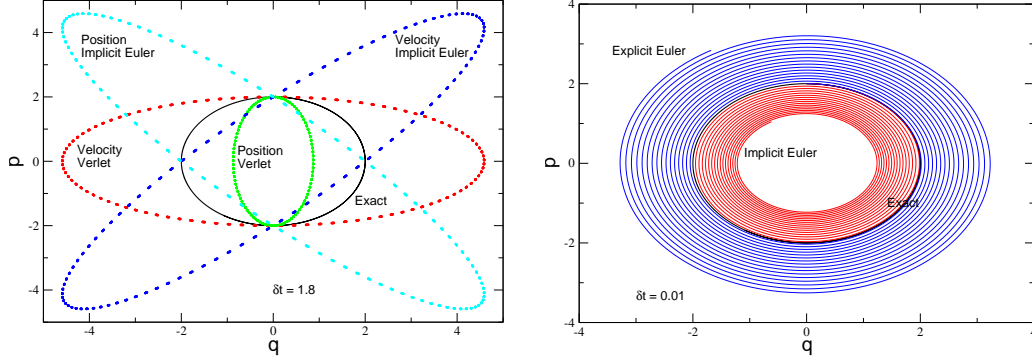 4
2
0
-2
-4
p
Position
Implicit Euler
Velocity
Implicit Euler
Velocity
Verlet
Position
Verlet
Exact
δt = 1.8
-4
-2
0
2
4
q
4
2
0
-2
-4
p
Explicit Euler
Implicit Euler
Exact
δt = 0.01
-4
-2
0
2
4
q